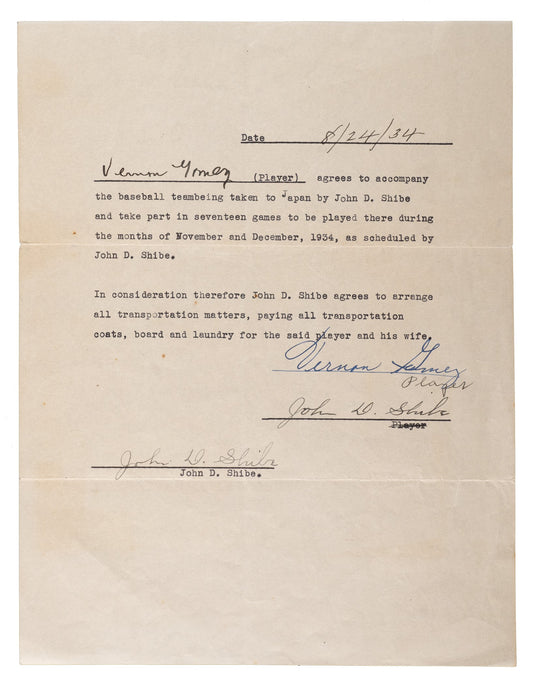 Date 8/24/34
Vernon Gomez (Player) agrees to accompany
the baseball teambeing taken to Japan by John D. Shibe
and take part in seventeen games to be played there during
the months of November and December, 1934, as scheduled by
John D. Shibe.
In consideration therefore John D. Shibe agrees to arrange
all transportation matters, paying all transportation
coats, board and laundry for the said player and his wife.
Vernon Gomez
Player
John D. Shibe
Player
John D. Shibe
John D. Shibe.